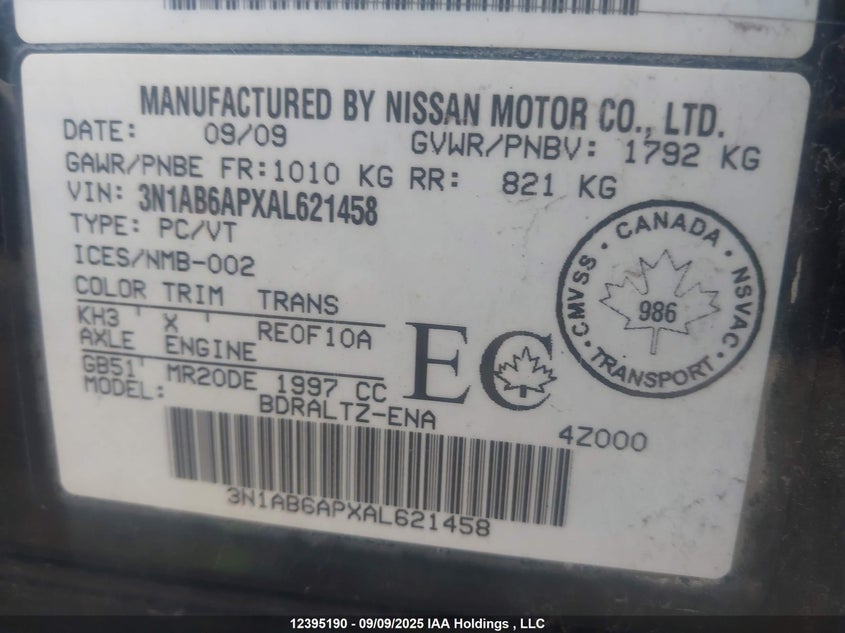 MANUFACTURED BY NISSAN MOTOR CO., LTD.
DATE: 09/09 GVWR/PNBV: 1792 KG
GAWR/PNBE FR:1010 KG RR: 821 KG
VIN: 3N1AB6APXAL621458
TYPE: PC/VT
ICES/NMB-002
COLOR TRIM TRANS
KH3 ' X ' RE0F10A
AXLE ENGINE
GB51' MR20DE 1997 CC
MODEL: BDRALTZ-ENA
4Z000
EC
• CANADA • NSVAC • TRANSPORT • CMVSS
986
3N1AB6APXAL621458
12395190 - 09/09/2025 IAA Holdings , LLC